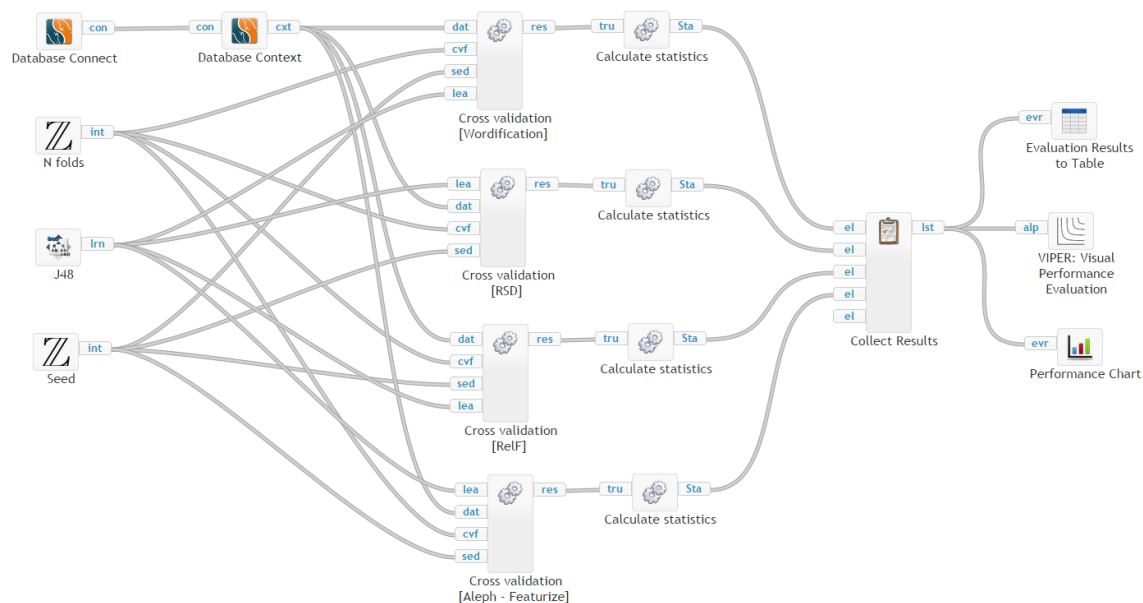 con
Database Connect
con
cxt
Database Context
dat
cvf
sed
lea
res
Cross validation
[Wordification]
tru
Sta
Calculate statistics
int
N folds
lea
dat
cvf
sed
res
Cross validation
[RSD]
tru
Sta
Calculate statistics
lrn
J48
dat
cvf
sed
lea
res
Cross validation
[RelF]
tru
Sta
Calculate statistics
int
Seed
lea
dat
cvf
sed
res
Cross validation
[Aleph - Featurize]
tru
Sta
Calculate statistics
el
el
el
el
el
lst
Collect Results
evr
Evaluation Results
to Table
alp
VIPER: Visual
Performance
Evaluation
evr
Performance Chart